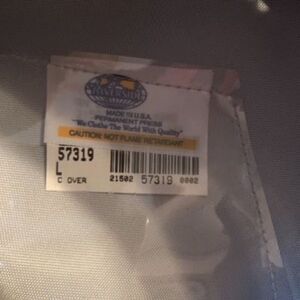 RIVERSIDE
MADE IN U.S.A.
PERMANENT PRESS
"We Clothe The World With Quality"
CAUTION: NOT FLAME RETARDANT
57319
L
C OVER 21502 57319 0002